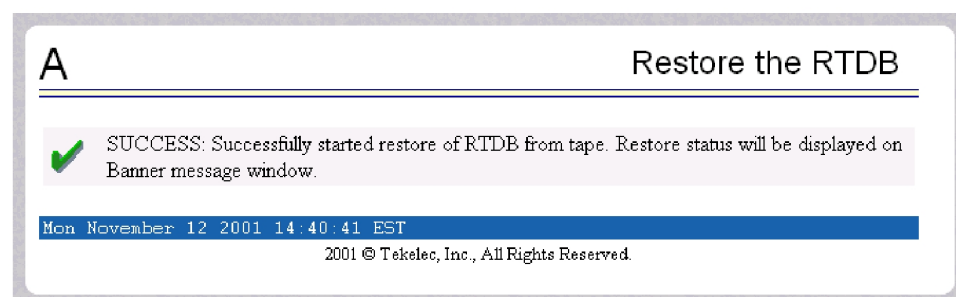 A
Restore the RTDB
SUCCESS: Successfully started restore of RTDB from tape. Restore status will be displayed on
Banner message window.
Mon November 12 2001 14:40:41 EST
2001 © Tekelec, Inc., All Rights Reserved.